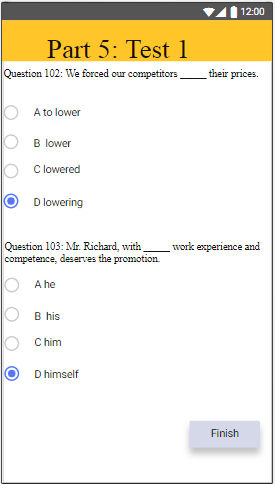 12:00
Part 5: Test 1
Question 102: We forced our competitors _____ their prices.
A to lower
B lower
C lowered
D lowering
Question 103: Mr. Richard, with _____ work experience and
competence, deserves the promotion.
A he
B his
C him
D himself
Finish